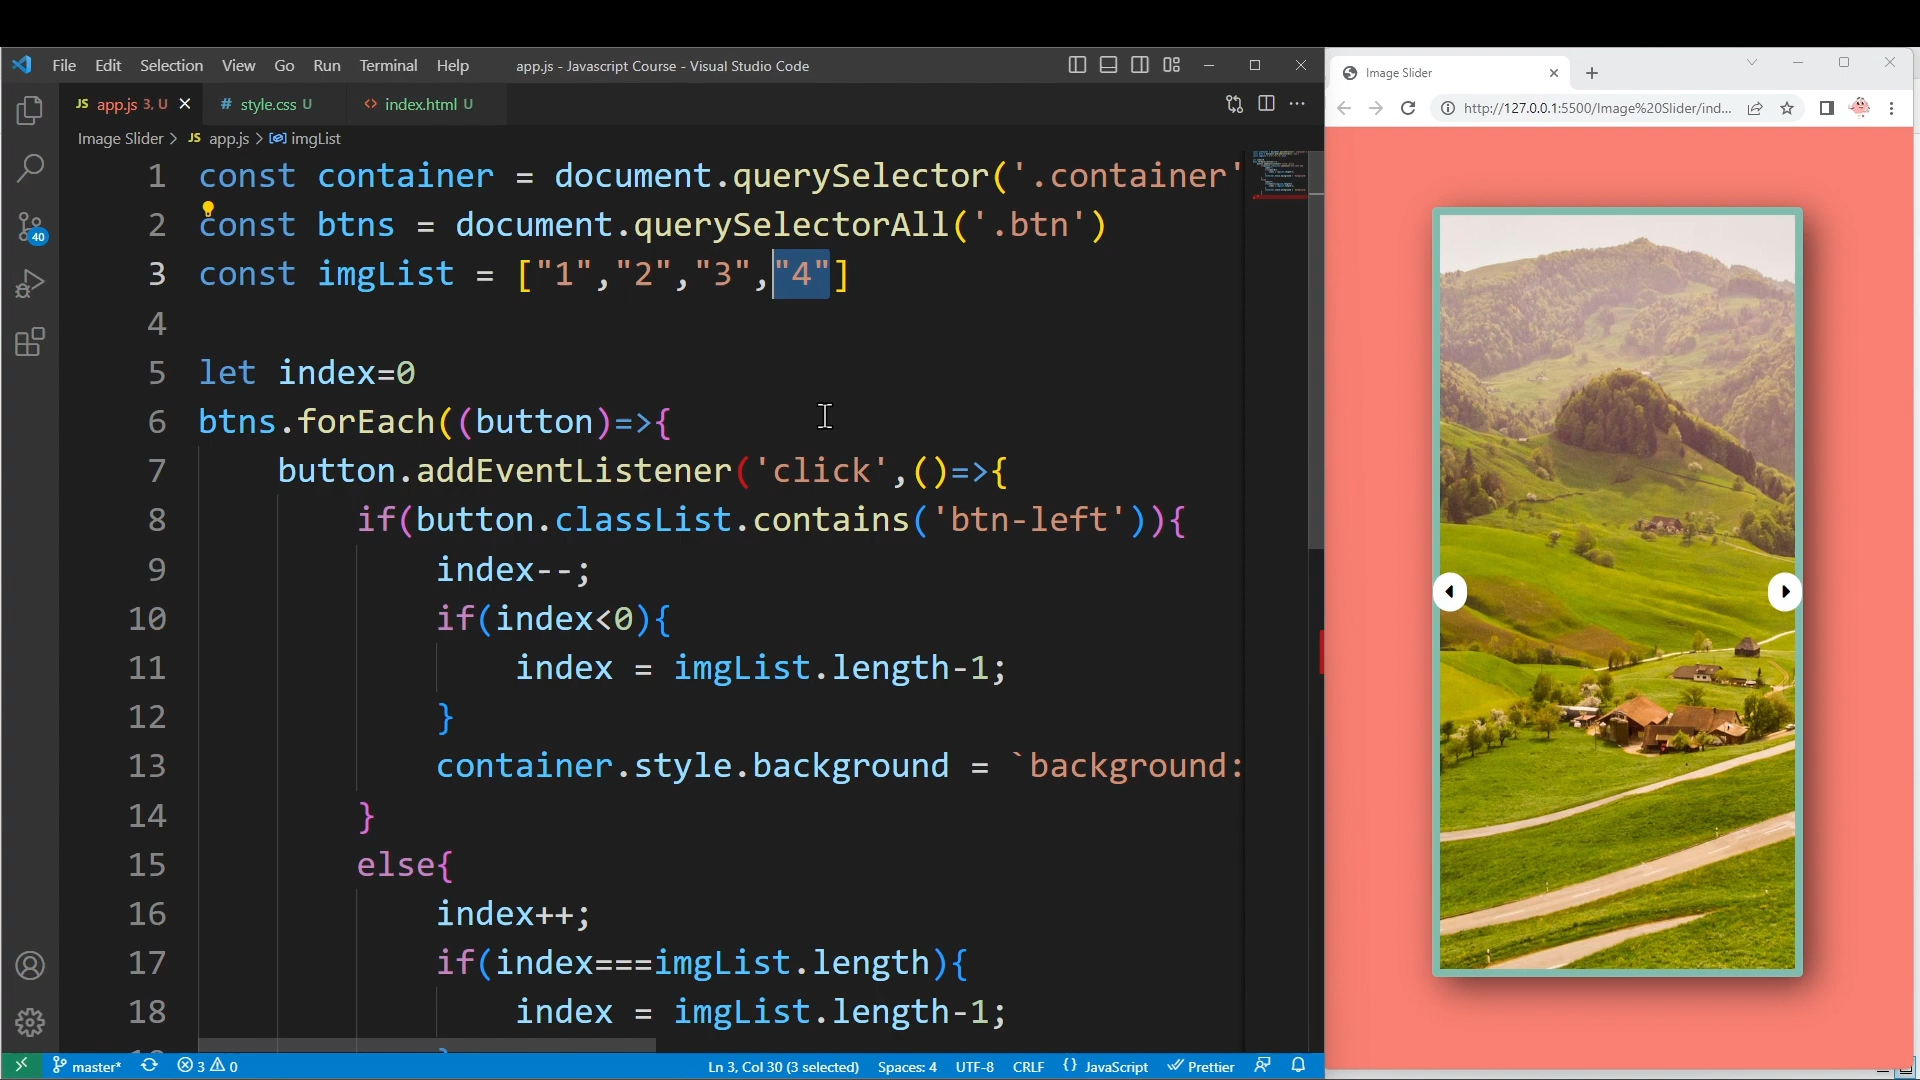 File Edit Selection View Go Run Terminal Help
app.js - Javascript Course - Visual Studio Code
JS app.js 3, U
# style.css U
<> index.html U
Image Slider > JS app.js > imgList
1 const container = document.querySelector('.container'
2 const btns = document.querySelectorAll('.btn')
3 const imgList = ["1","2","3","4"]
4
5 let index=0
6 btns.forEach((button)=>{
7 button.addEventListener('click',()=>{
8 if(button.classList.contains('btn-left')){
9 index--;
10 if(index<0){
11 index = imgList.length-1;
12 }
13 container.style.background = `background:
14 }
15 else{
16 index++;
17 if(index===imgList.length){
18 index = imgList.length-1;
40
master* 3 0 Ln 3, Col 30 (3 selected) Spaces: 4 UTF-8 CRLF {} JavaScript Prettier
Image Slider
http://127.0.0.1:5500/Image%20Slider/ind...